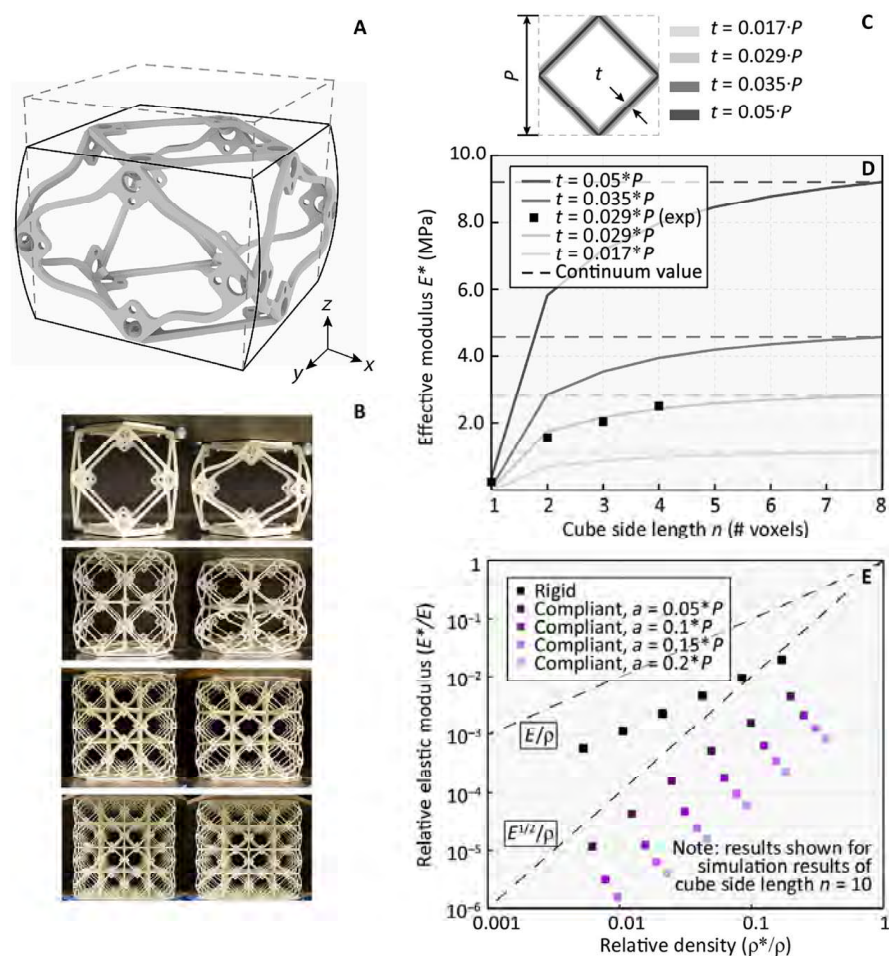 A
z
y
x
B
C
P
t
t = 0.017·P
t = 0.029·P
t = 0.035·P
t = 0.05·P
D
t = 0.05*P
t = 0.035*P
t = 0.029*P (exp)
t = 0.029*P
t = 0.017*P
Continuum value
10.0
8.0
6.0
4.0
2.0
Effective modulus E* (MPa)
1 2 3 4 5 6 7 8
Cube side length n (# voxels)
E
Rigid
Compliant, a = 0.05*P
Compliant, a = 0.1*P
Compliant, a = 0.15*P
Compliant, a = 0.2*P
1
10⁻¹
10⁻²
10⁻³
10⁻⁴
10⁻⁵
10⁻⁶
Relative elastic modulus (E*/E)
E/ρ
E¹ᐟ²/ρ
Note: results shown for
simulation results of
cube side length n = 10
0.001 0.01 0.1 1
Relative density (ρ*/ρ)